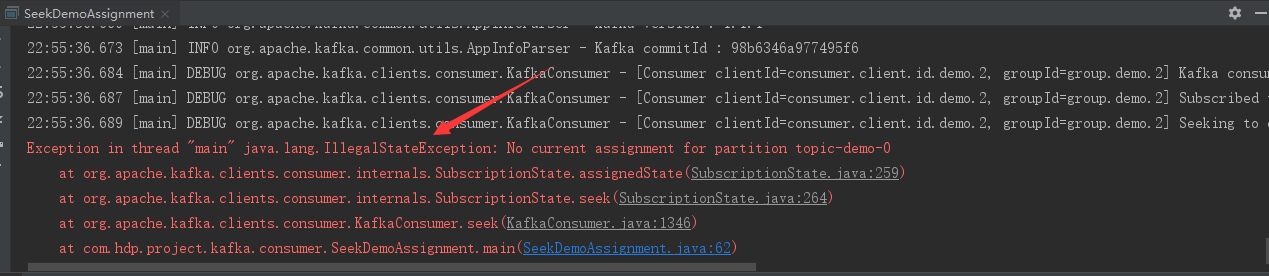 SeekDemoAssignment
22:55:36.673 [main] INFO org.apache.kafka.common.utils.AppInfoParser - Kafka commitId : 98b6346a977495f6
22:55:36.684 [main] DEBUG org.apache.kafka.clients.consumer.KafkaConsumer - [Consumer clientId=consumer.client.id.demo.2, groupId=group.demo.2] Kafka consu
22:55:36.687 [main] DEBUG org.apache.kafka.clients.consumer.KafkaConsumer - [Consumer clientId=consumer.client.id.demo.2, groupId=group.demo.2] Subscribed
22:55:36.689 [main] DEBUG org.apache.kafka.clients.consumer.KafkaConsumer - [Consumer clientId=consumer.client.id.demo.2, groupId=group.demo.2] Seeking to
Exception in thread "main" java.lang.IllegalStateException: No current assignment for partition topic-demo-0
at org.apache.kafka.clients.consumer.internals.SubscriptionState.assignedState(SubscriptionState.java:259)
at org.apache.kafka.clients.consumer.internals.SubscriptionState.seek(SubscriptionState.java:264)
at org.apache.kafka.clients.consumer.KafkaConsumer.seek(KafkaConsumer.java:1346)
at com.hdp.project.kafka.consumer.SeekDemoAssignment.main(SeekDemoAssignment.java:62)